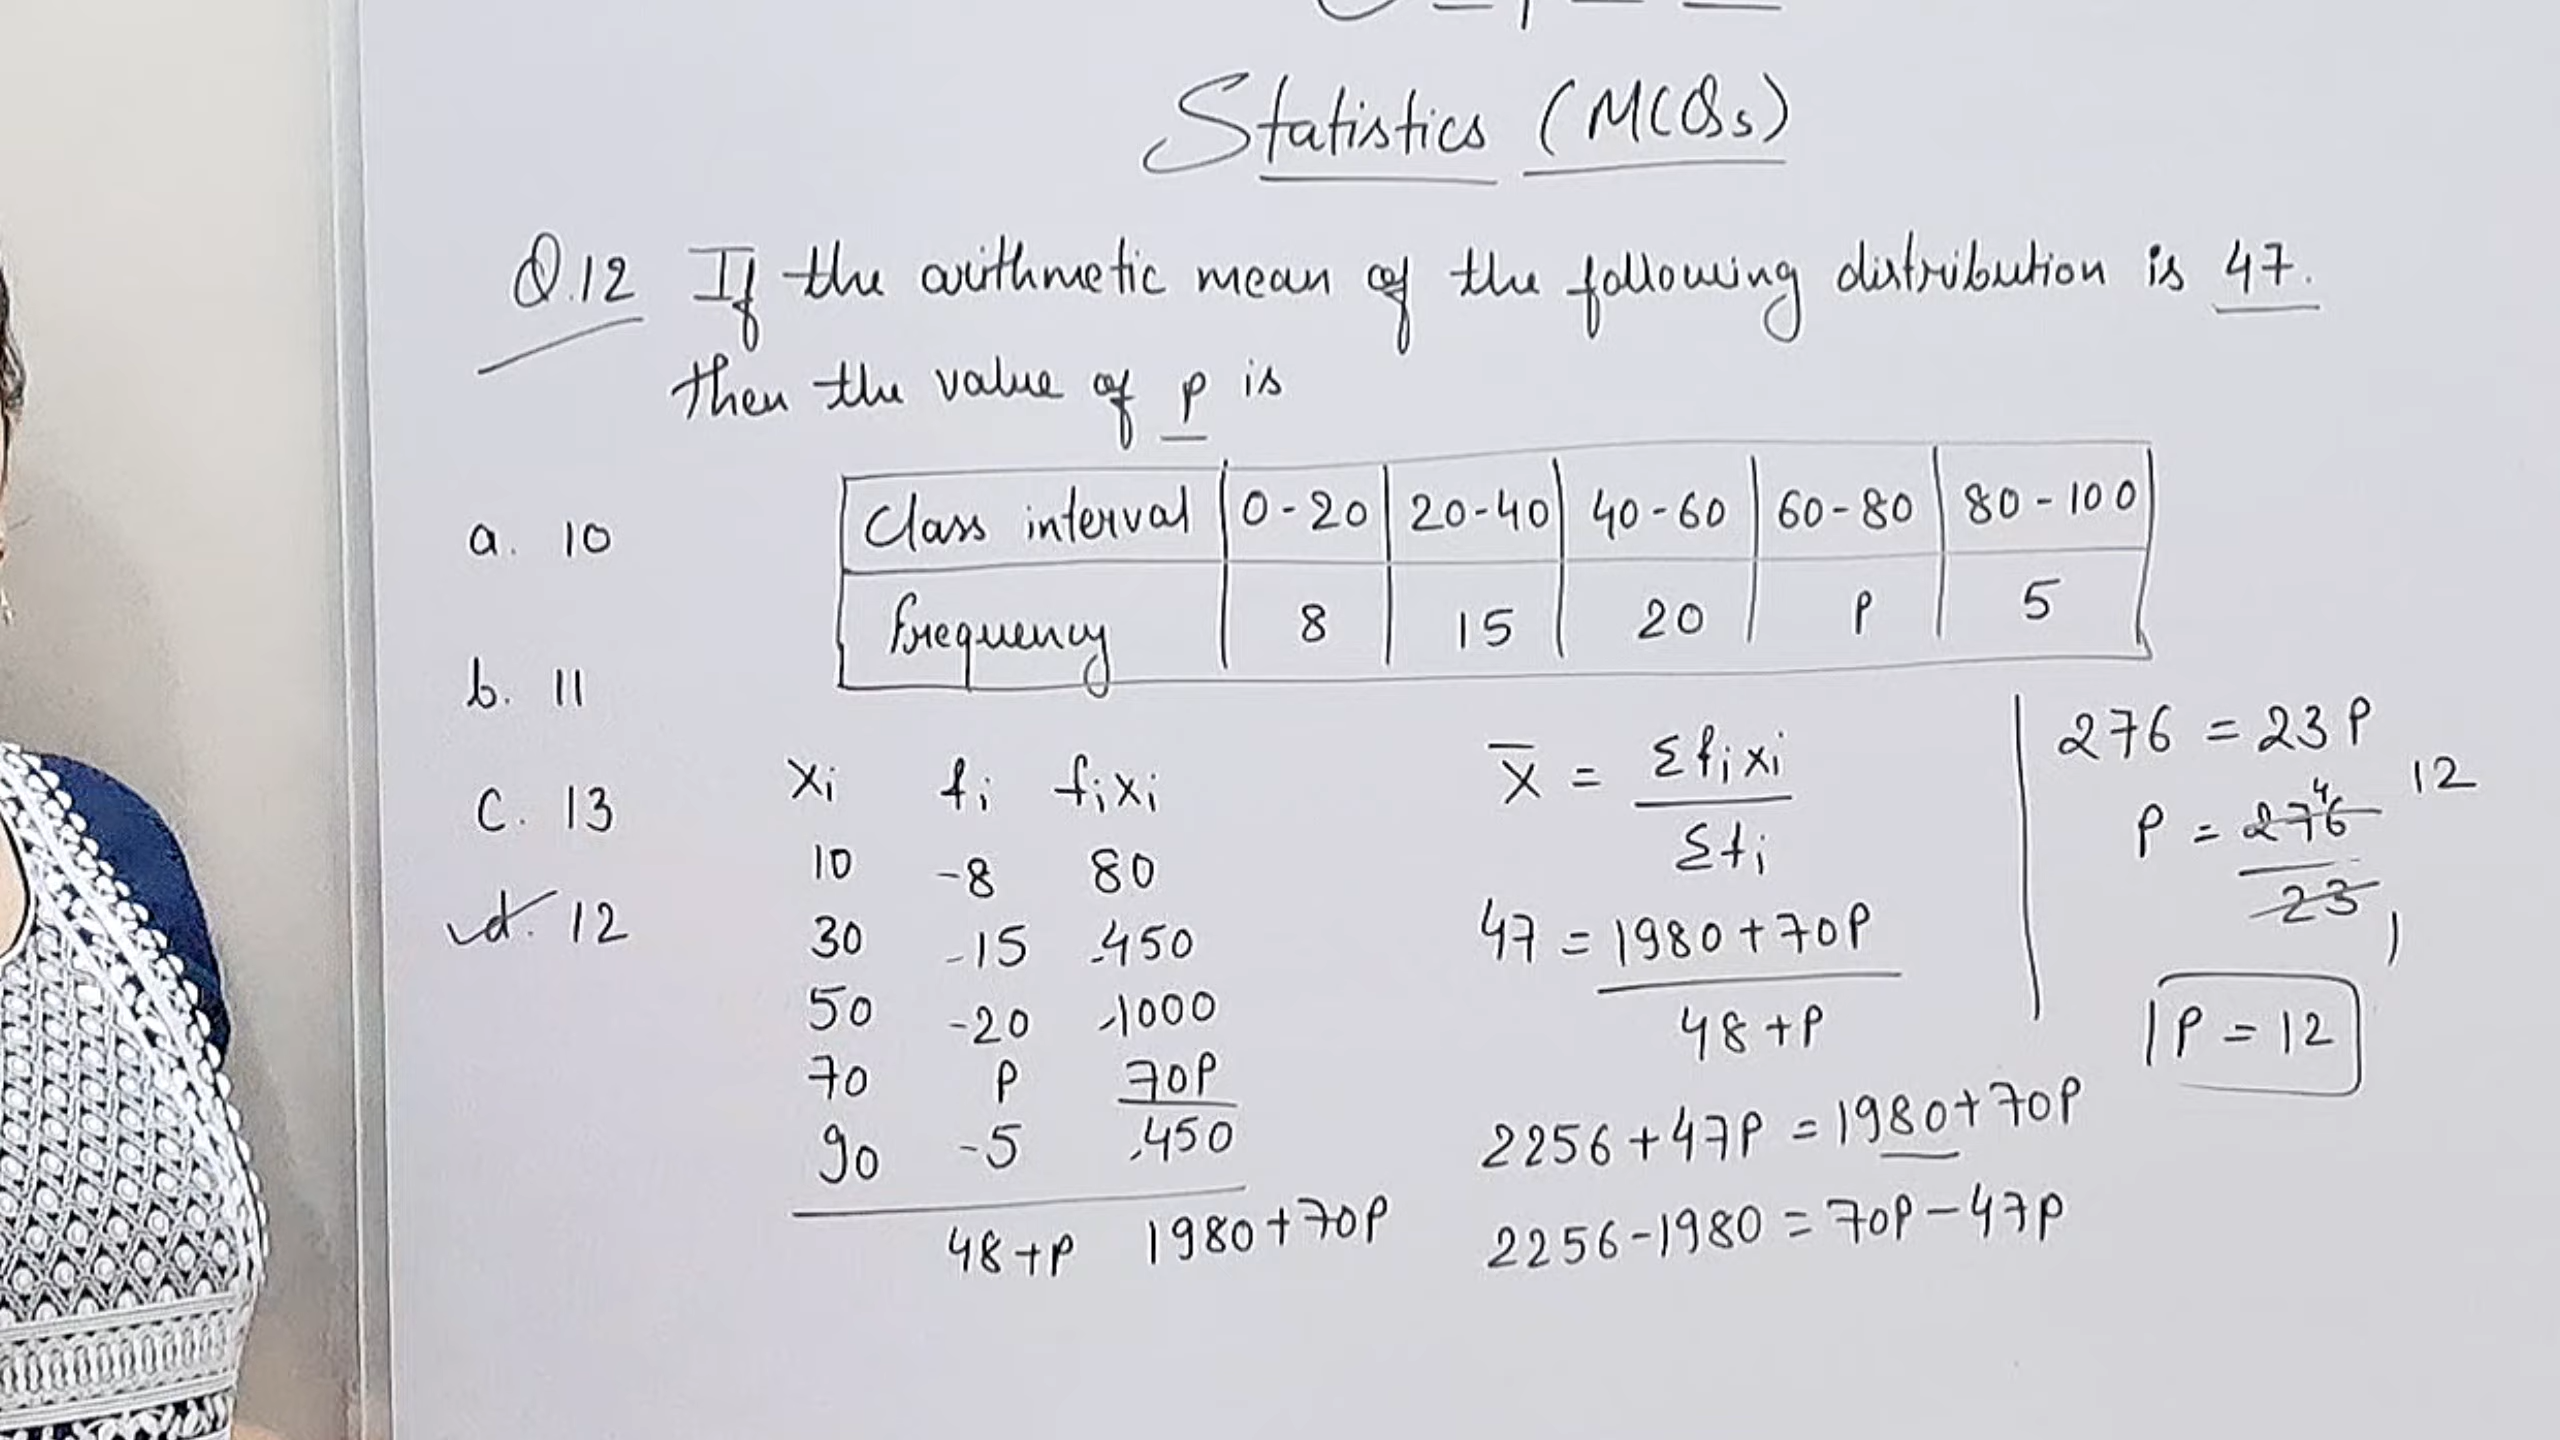 Statistics (MCQs)
Q.12 If the arithmetic mean of the following distribution is 47.
then the value of p is
Class interval 0-20 20-40 40-60 60-80 80-100
frequency 8 15 20 P 5
a. 10
b. 11
c. 13
d. 12
xi fi fixi
10 -8 80
30 -15 -450
50 -20 -1000
70 P 70P
90 -5 -450
48+P 1980+70P
x̄ = Σfixi / Σfi
47 = 1980+70P / 48+P
2256+47P = 1980+70P
2256-1980 = 70P-47P
276 = 23P
P = 276 / 23
4 12
1
P = 12